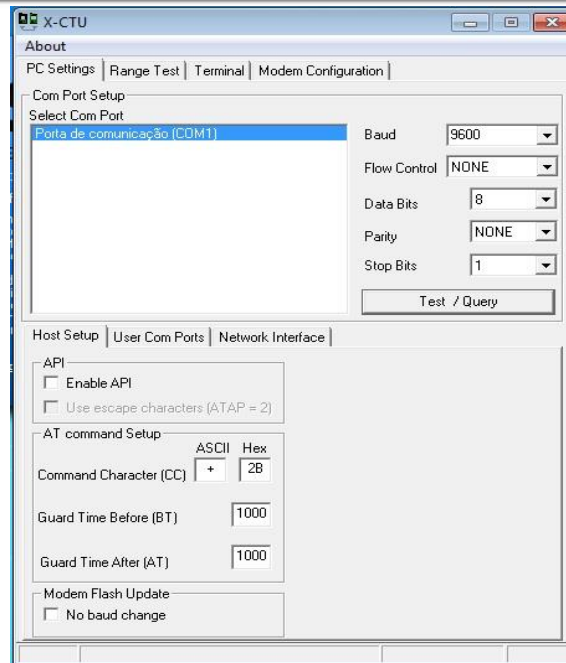 X-CTU
About
PC Settings Range Test Terminal Modem Configuration
Com Port Setup
Select Com Port
Porta de comunicação (COM1)
Baud 9600
Flow Control NONE
Data Bits 8
Parity NONE
Stop Bits 1
Test / Query
Host Setup User Com Ports Network Interface
API
Enable API
Use escape characters (ATAP = 2)
AT command Setup
ASCII Hex
Command Character (CC) + 2B
Guard Time Before (BT) 1000
Guard Time After (AT) 1000
Modem Flash Update
No baud change